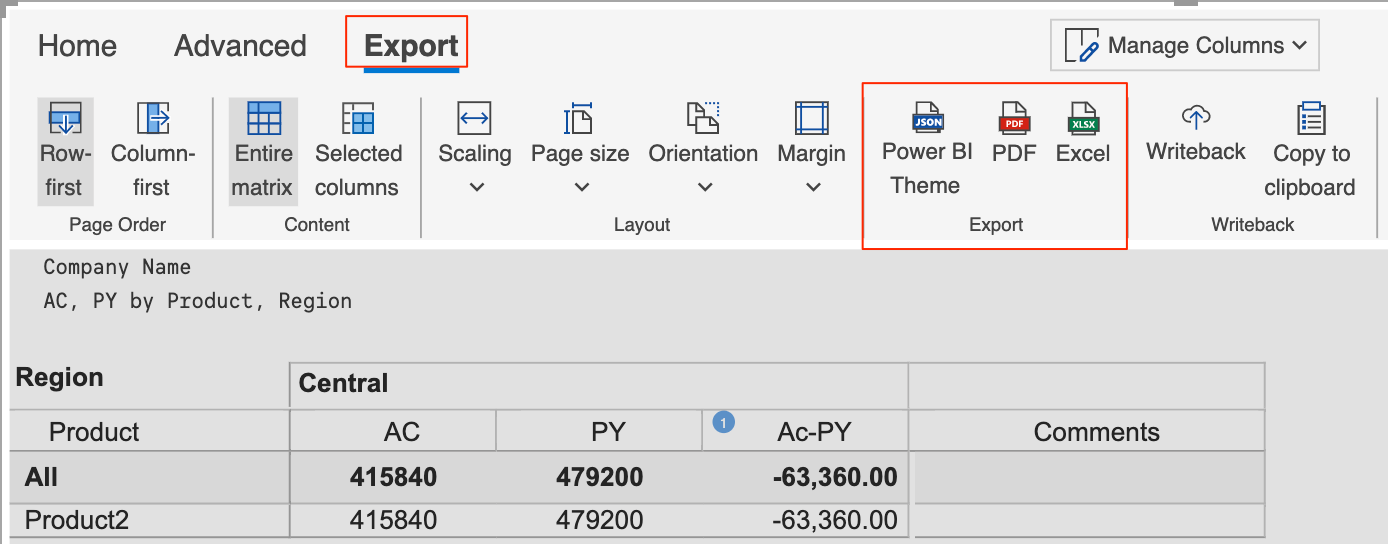 Home Advanced Export Manage Columns
JSON PDF XLSX
Row- Column- Entire Selected Scaling Page size Orientation Margin Power BI PDF Excel Writeback Copy to
first first matrix columns Theme clipboard
Page Order Content Layout Export Writeback
Company Name
AC, PY by Product, Region
Region Central
Product AC PY 1 Ac-PY Comments
All 415840 479200 -63,360.00
Product2 415840 479200 -63,360.00